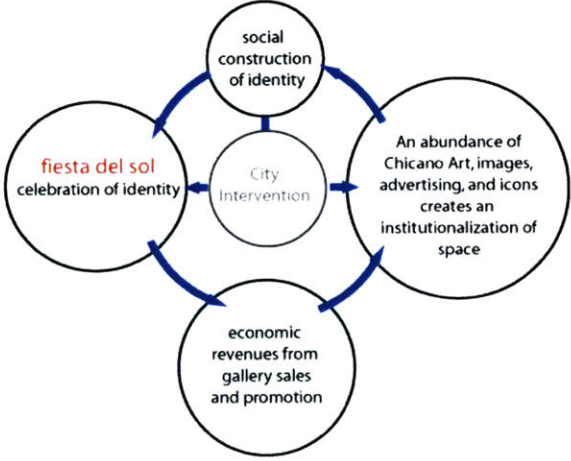 social
construction
of identity
fiesta del sol
celebration of identity
City
Intervention
An abundance of
Chicano Art, images,
advertising, and icons
creates an
institutionalization of
space
economic
revenues from
gallery sales
and promotion